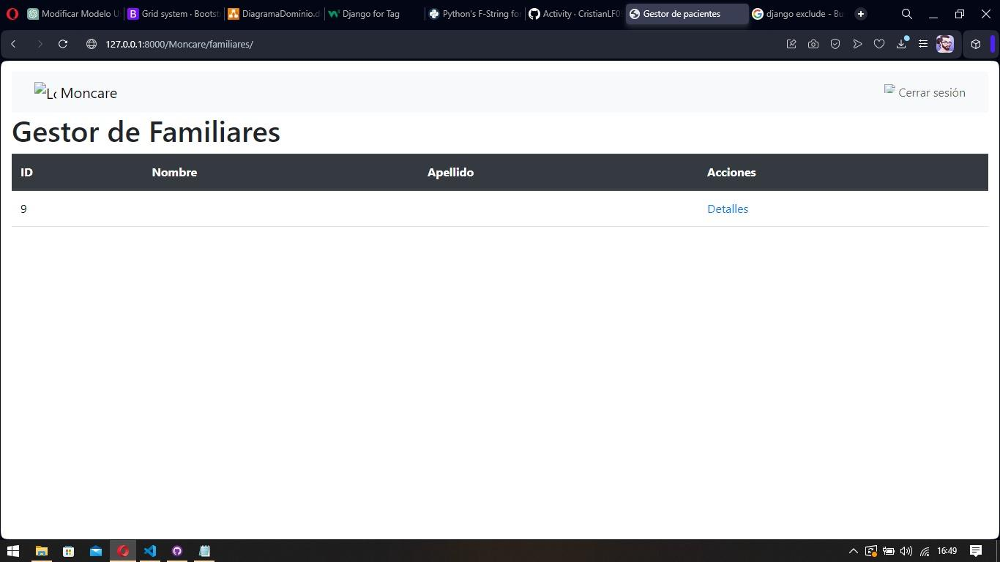 Modificar Modelo U
Grid system · Bootst
DiagramaDominio.d
Django for Tag
Python's F-String for
Activity · CristianLF0
Gestor de pacientes
django exclude - Bu
127.0.0.1:8000/Moncare/familiares/
Lo Moncare
Cerrar sesión
Gestor de Familiares
ID Nombre Apellido Acciones
9 Detalles
16:49